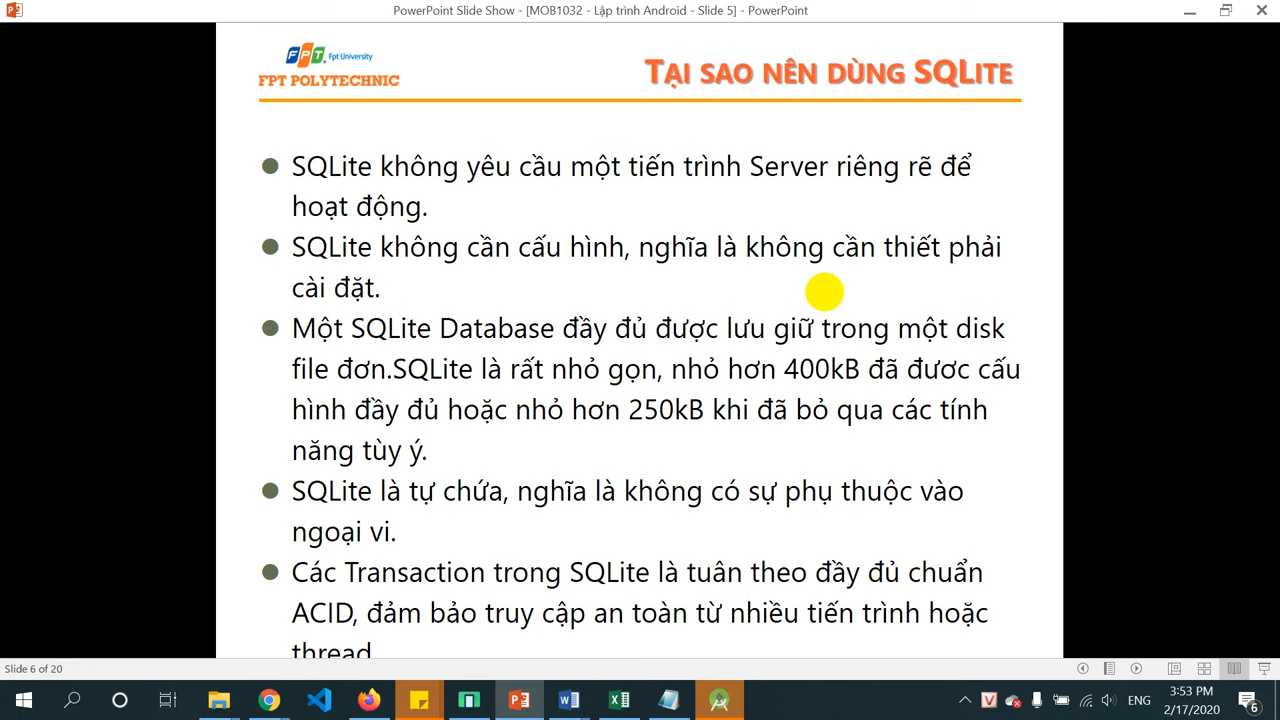 PowerPoint Slide Show - [MOB1032 - Lập trình Android - Slide 5] - PowerPoint
FPT. Fpt University
FPT POLYTECHNIC
TẠI SAO NÊN DÙNG SQLITE
SQLite không yêu cầu một tiến trình Server riêng rẽ để
hoạt động.
SQLite không cần cấu hình, nghĩa là không cần thiết phải
cài đặt.
Một SQLite Database đầy đủ được lưu giữ trong một disk
file đơn.SQLite là rất nhỏ gọn, nhỏ hơn 400kB đã đươc cấu
hình đầy đủ hoặc nhỏ hơn 250kB khi đã bỏ qua các tính
năng tùy ý.
SQLite là tự chứa, nghĩa là không có sự phụ thuộc vào
ngoại vi.
Các Transaction trong SQLite là tuân theo đầy đủ chuẩn
ACID, đảm bảo truy cập an toàn từ nhiều tiến trình hoặc
thread
Slide 6 of 20
ENG
3:53 PM
2/17/2020
6